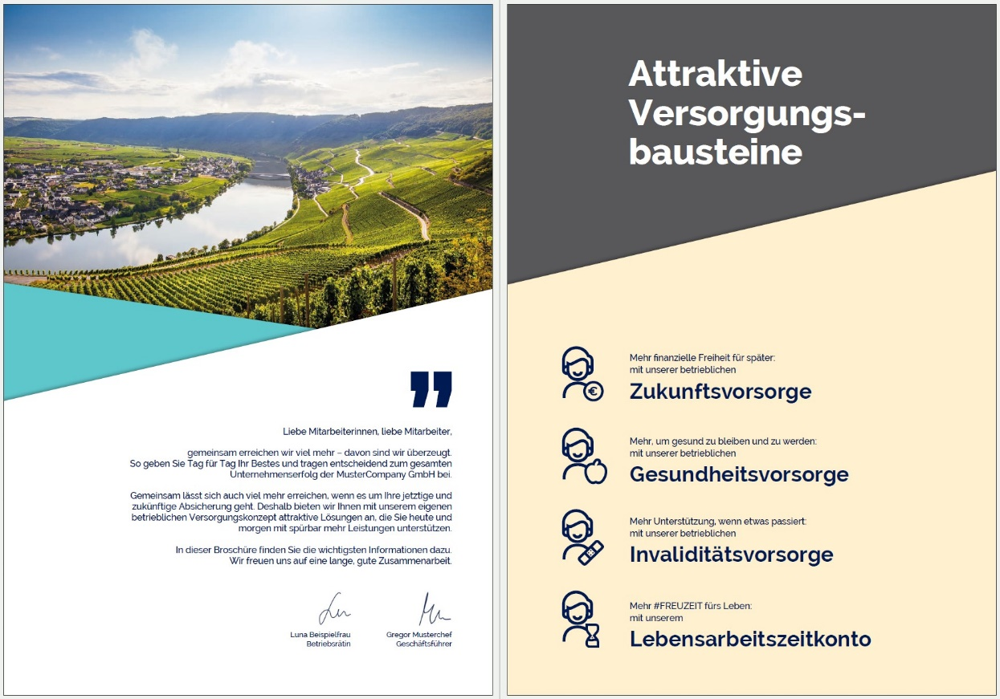 Liebe Mitarbeiterinnen, liebe Mitarbeiter,
gemeinsam erreichen wir viel mehr – davon sind wir überzeugt.
So geben Sie Tag für Tag Ihr Bestes und tragen entscheidend zum gesamten
Unternehmenserfolg der MusterCompany GmbH bei.
Gemeinsam lässt sich auch viel mehr erreichen, wenn es um Ihre jetztige und
zukünftige Absicherung geht. Deshalb bieten wir Ihnen mit unserem eigenen
betrieblichen Versorgungskonzept attraktive Lösungen an, die Sie heute und
morgen mit spürbar mehr Leistungen unterstützen.
In dieser Broschüre finden Sie die wichtigsten Informationen dazu.
Wir freuen uns auf eine lange, gute Zusammenarbeit.
Luna Beispielfrau
Betriebsrätin
Gregor Musterchef
Geschäftsführer
Attraktive
Versorgungs-
bausteine
Mehr finanzielle Freiheit für später:
mit unserer betrieblichen
Zukunftsvorsorge
Mehr, um gesund zu bleiben und zu werden:
mit unserer betrieblichen
Gesundheitsvorsorge
Mehr Unterstützung, wenn etwas passiert:
mit unserer betrieblichen
Invaliditätsvorsorge
Mehr #FREUZEIT fürs Leben:
mit unserem
Lebensarbeitszeitkonto